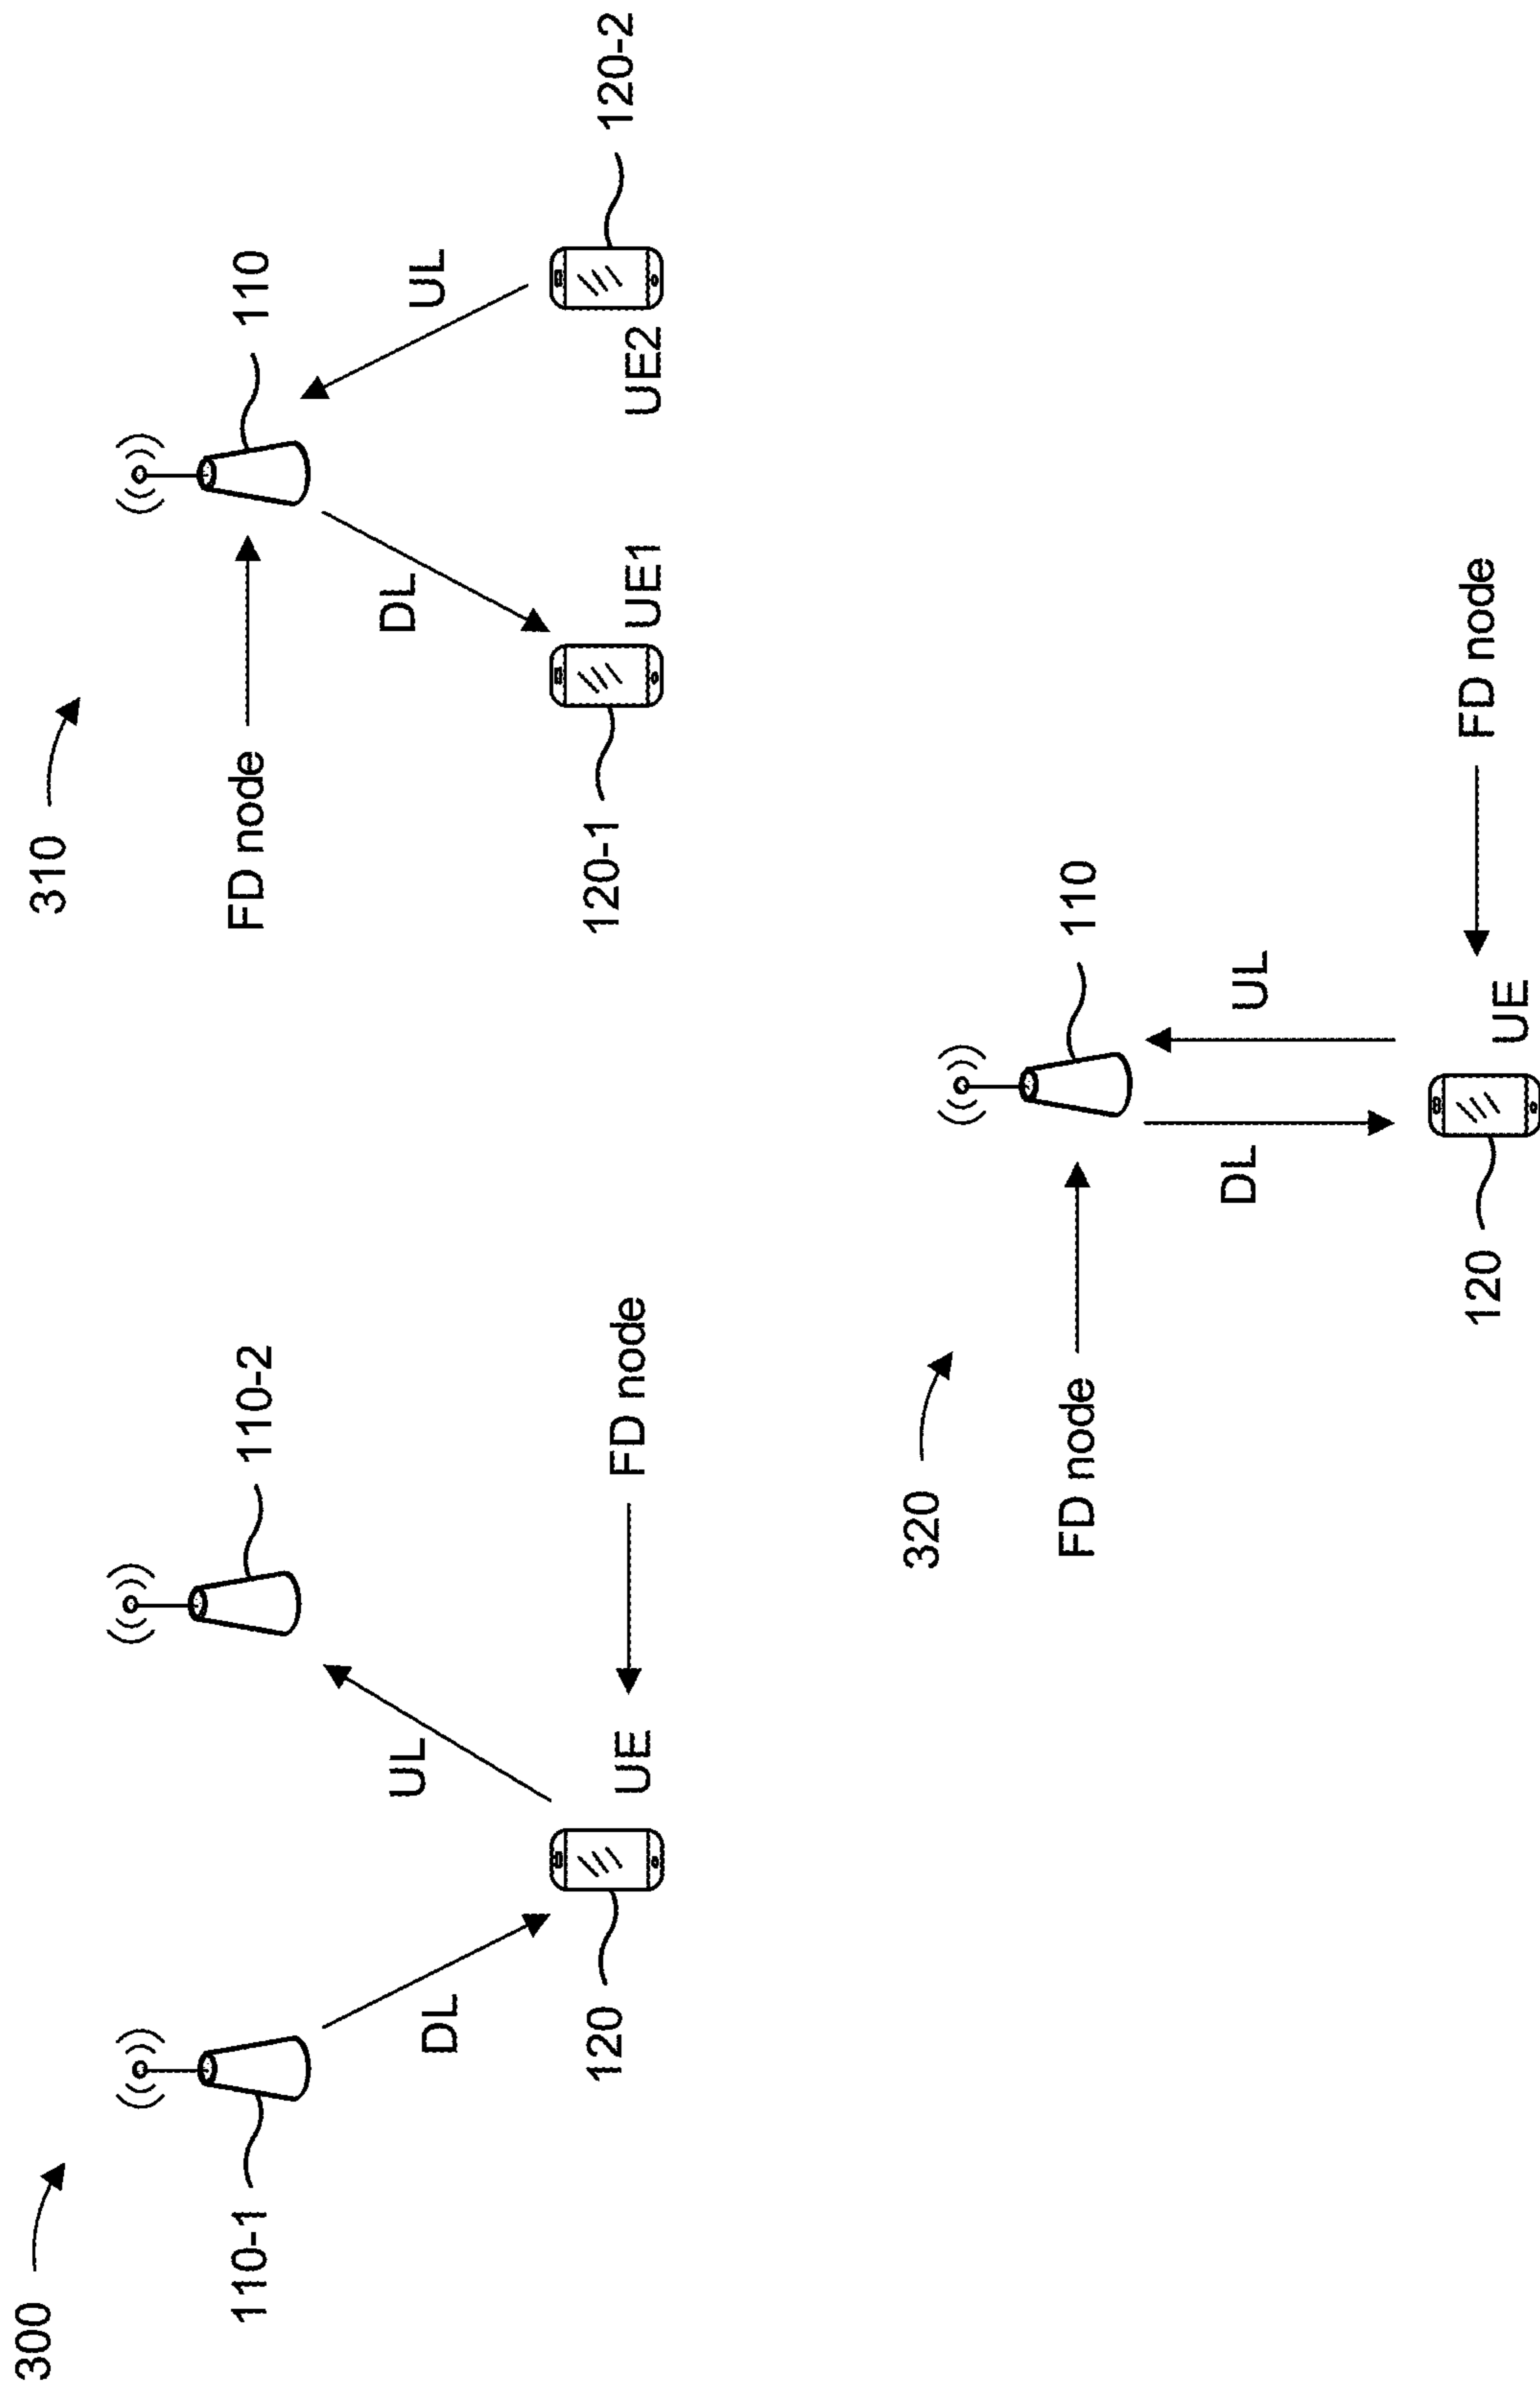 300
110-1
110-2
DL
UL
120
UE
FD node
310
FD node
110
DL
UL
120-1
UE1
UE2
120-2
320
FD node
110
DL
UL
120
UE
FD node